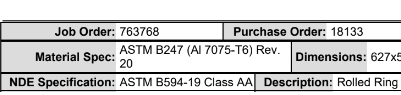 Job Order: 763768 Purchase Order: 18133
Material Spec: ASTM B247 (Al 7075-T6) Rev. 20 Dimensions: 627x5
NDE Specification: ASTM B594-19 Class AA Description: Rolled Ring